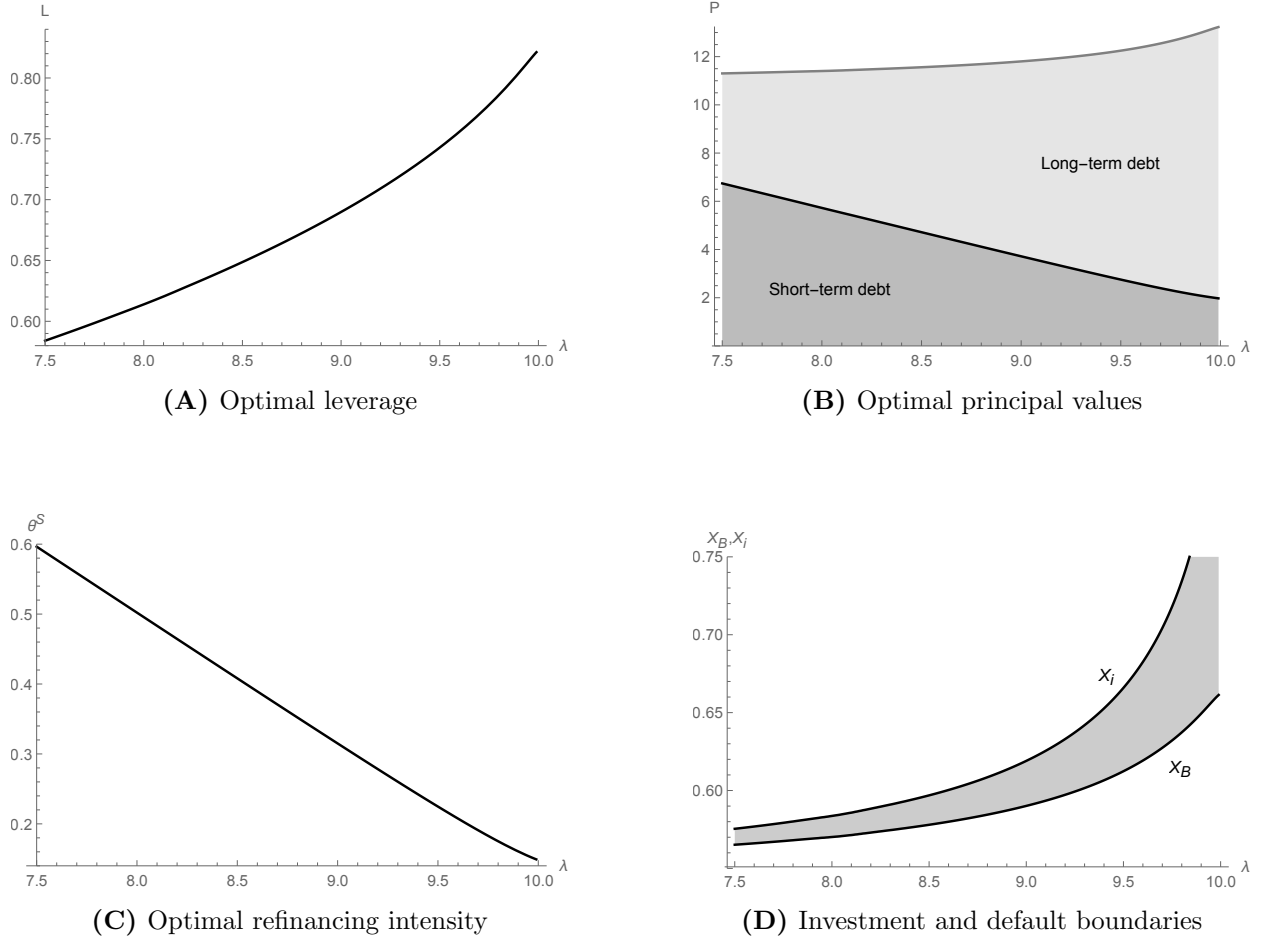 L
0.80
0.75
0.70
0.65
0.60
7.5 8.0 8.5 9.0 9.5 10.0 λ
(A) Optimal leverage
P
12
10
8
6
4
2
Long-term debt
Short-term debt
7.5 8.0 8.5 9.0 9.5 10.0 λ
(B) Optimal principal values
θS
0.6
0.5
0.4
0.3
0.2
7.5 8.0 8.5 9.0 9.5 10.0 λ
(C) Optimal refinancing intensity
XB,Xi
0.75
0.70
0.65
0.60
Xi
XB
7.5 8.0 8.5 9.0 9.5 10.0 λ
(D) Investment and default boundaries